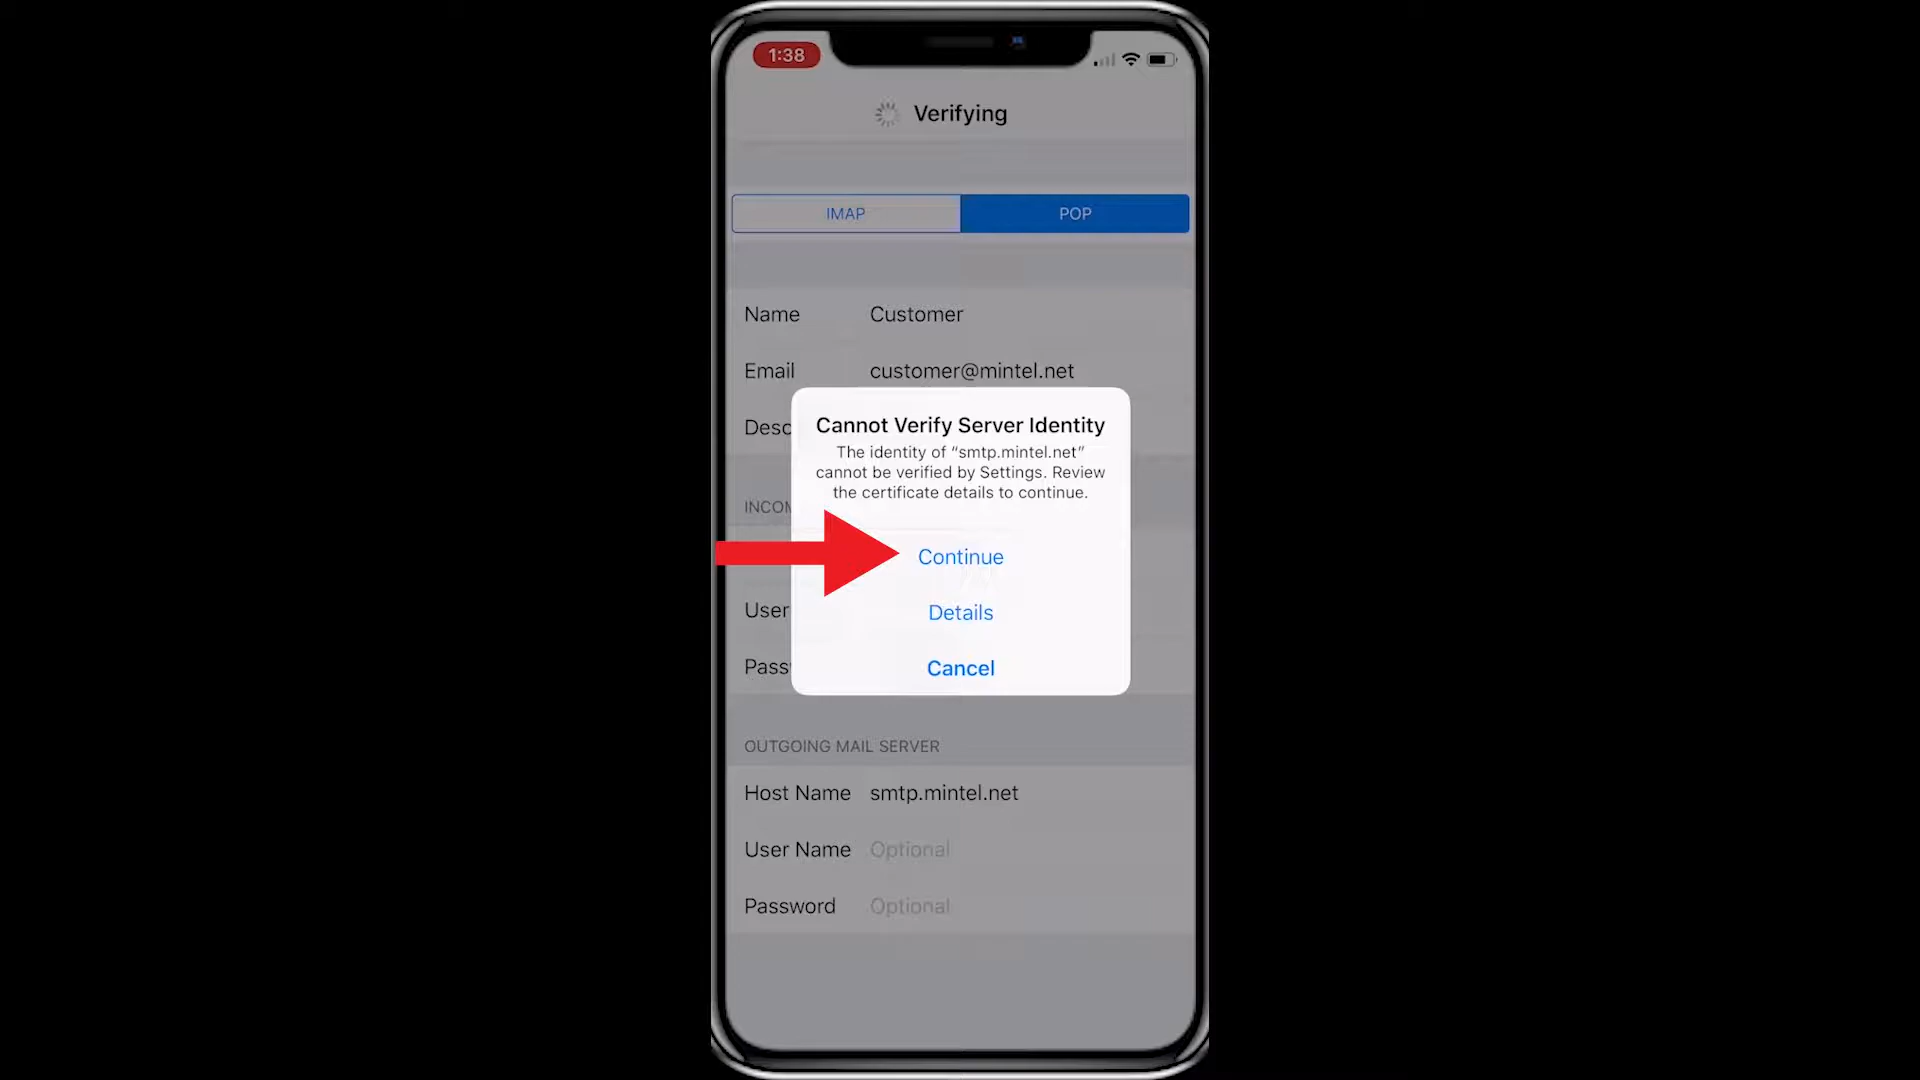 1:38
Verifying
IMAP POP
Name Customer
Email customer@mintel.net
Desc
Cannot Verify Server Identity
The identity of “smtp.mintel.net”
cannot be verified by Settings. Review
the certificate details to continue.
INCOM
Continue
User
Details
Pass
Cancel
OUTGOING MAIL SERVER
Host Name smtp.mintel.net
User Name Optional
Password Optional